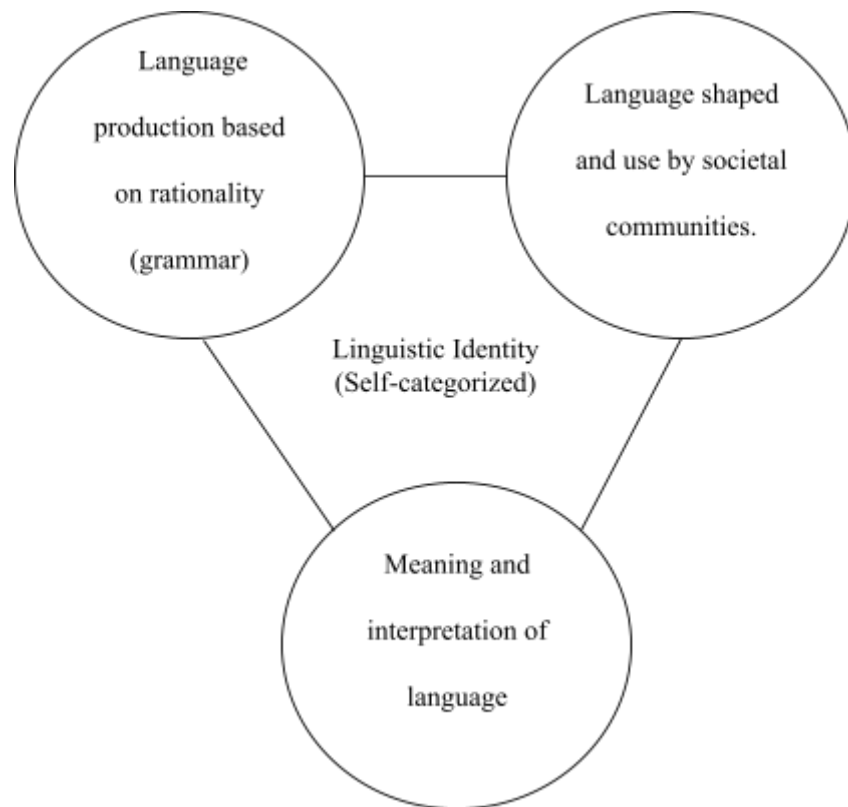 Language
production based
on rationality
(grammar)
Language shaped
and use by societal
communities.
Linguistic Identity
(Self-categorized)
Meaning and
interpretation of
language